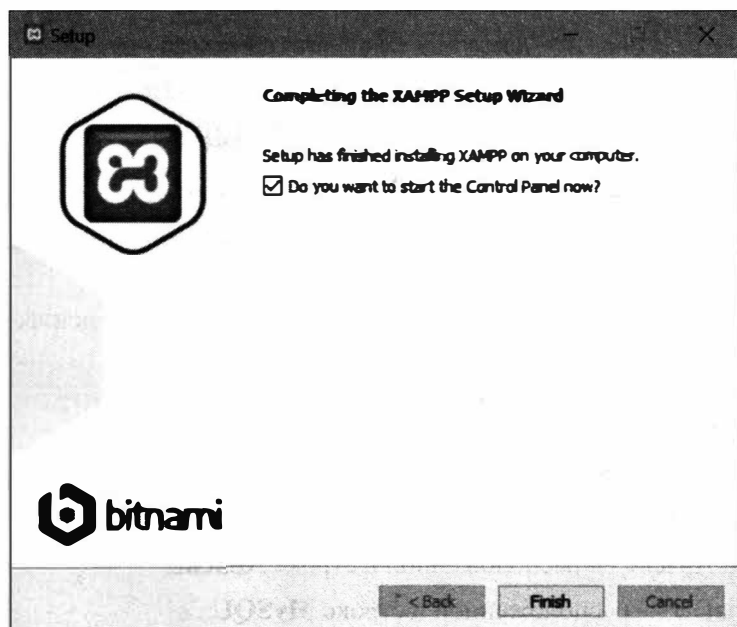 Setup
Completing the XAMPP Setup Wizard
Setup has finished installing XAMPP on your computer.
Do you want to start the Control Panel now?
bitnami
< Back
Finish
Cancel